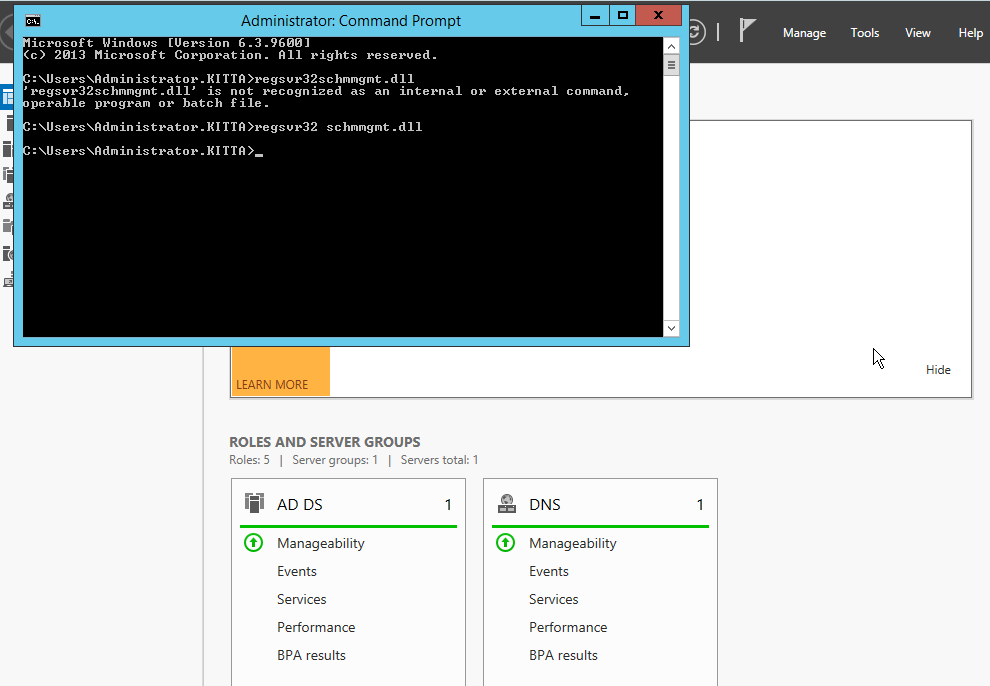 Administrator: Command Prompt
Microsoft Windows [Version 6.3.9600]
(c) 2013 Microsoft Corporation. All rights reserved.
C:\Users\Administrator.KITTA>regsvr32schmmgmt.dll
'regsvr32schmmgmt.dll' is not recognized as an internal or external command,
operable program or batch file.
C:\Users\Administrator.KITTA>regsvr32 schmmgmt.dll
C:\Users\Administrator.KITTA>_
Manage Tools View Help
LEARN MORE
Hide
ROLES AND SERVER GROUPS
Roles: 5 | Server groups: 1 | Servers total: 1
AD DS 1
Manageability
Events
Services
Performance
BPA results
DNS 1
Manageability
Events
Services
Performance
BPA results